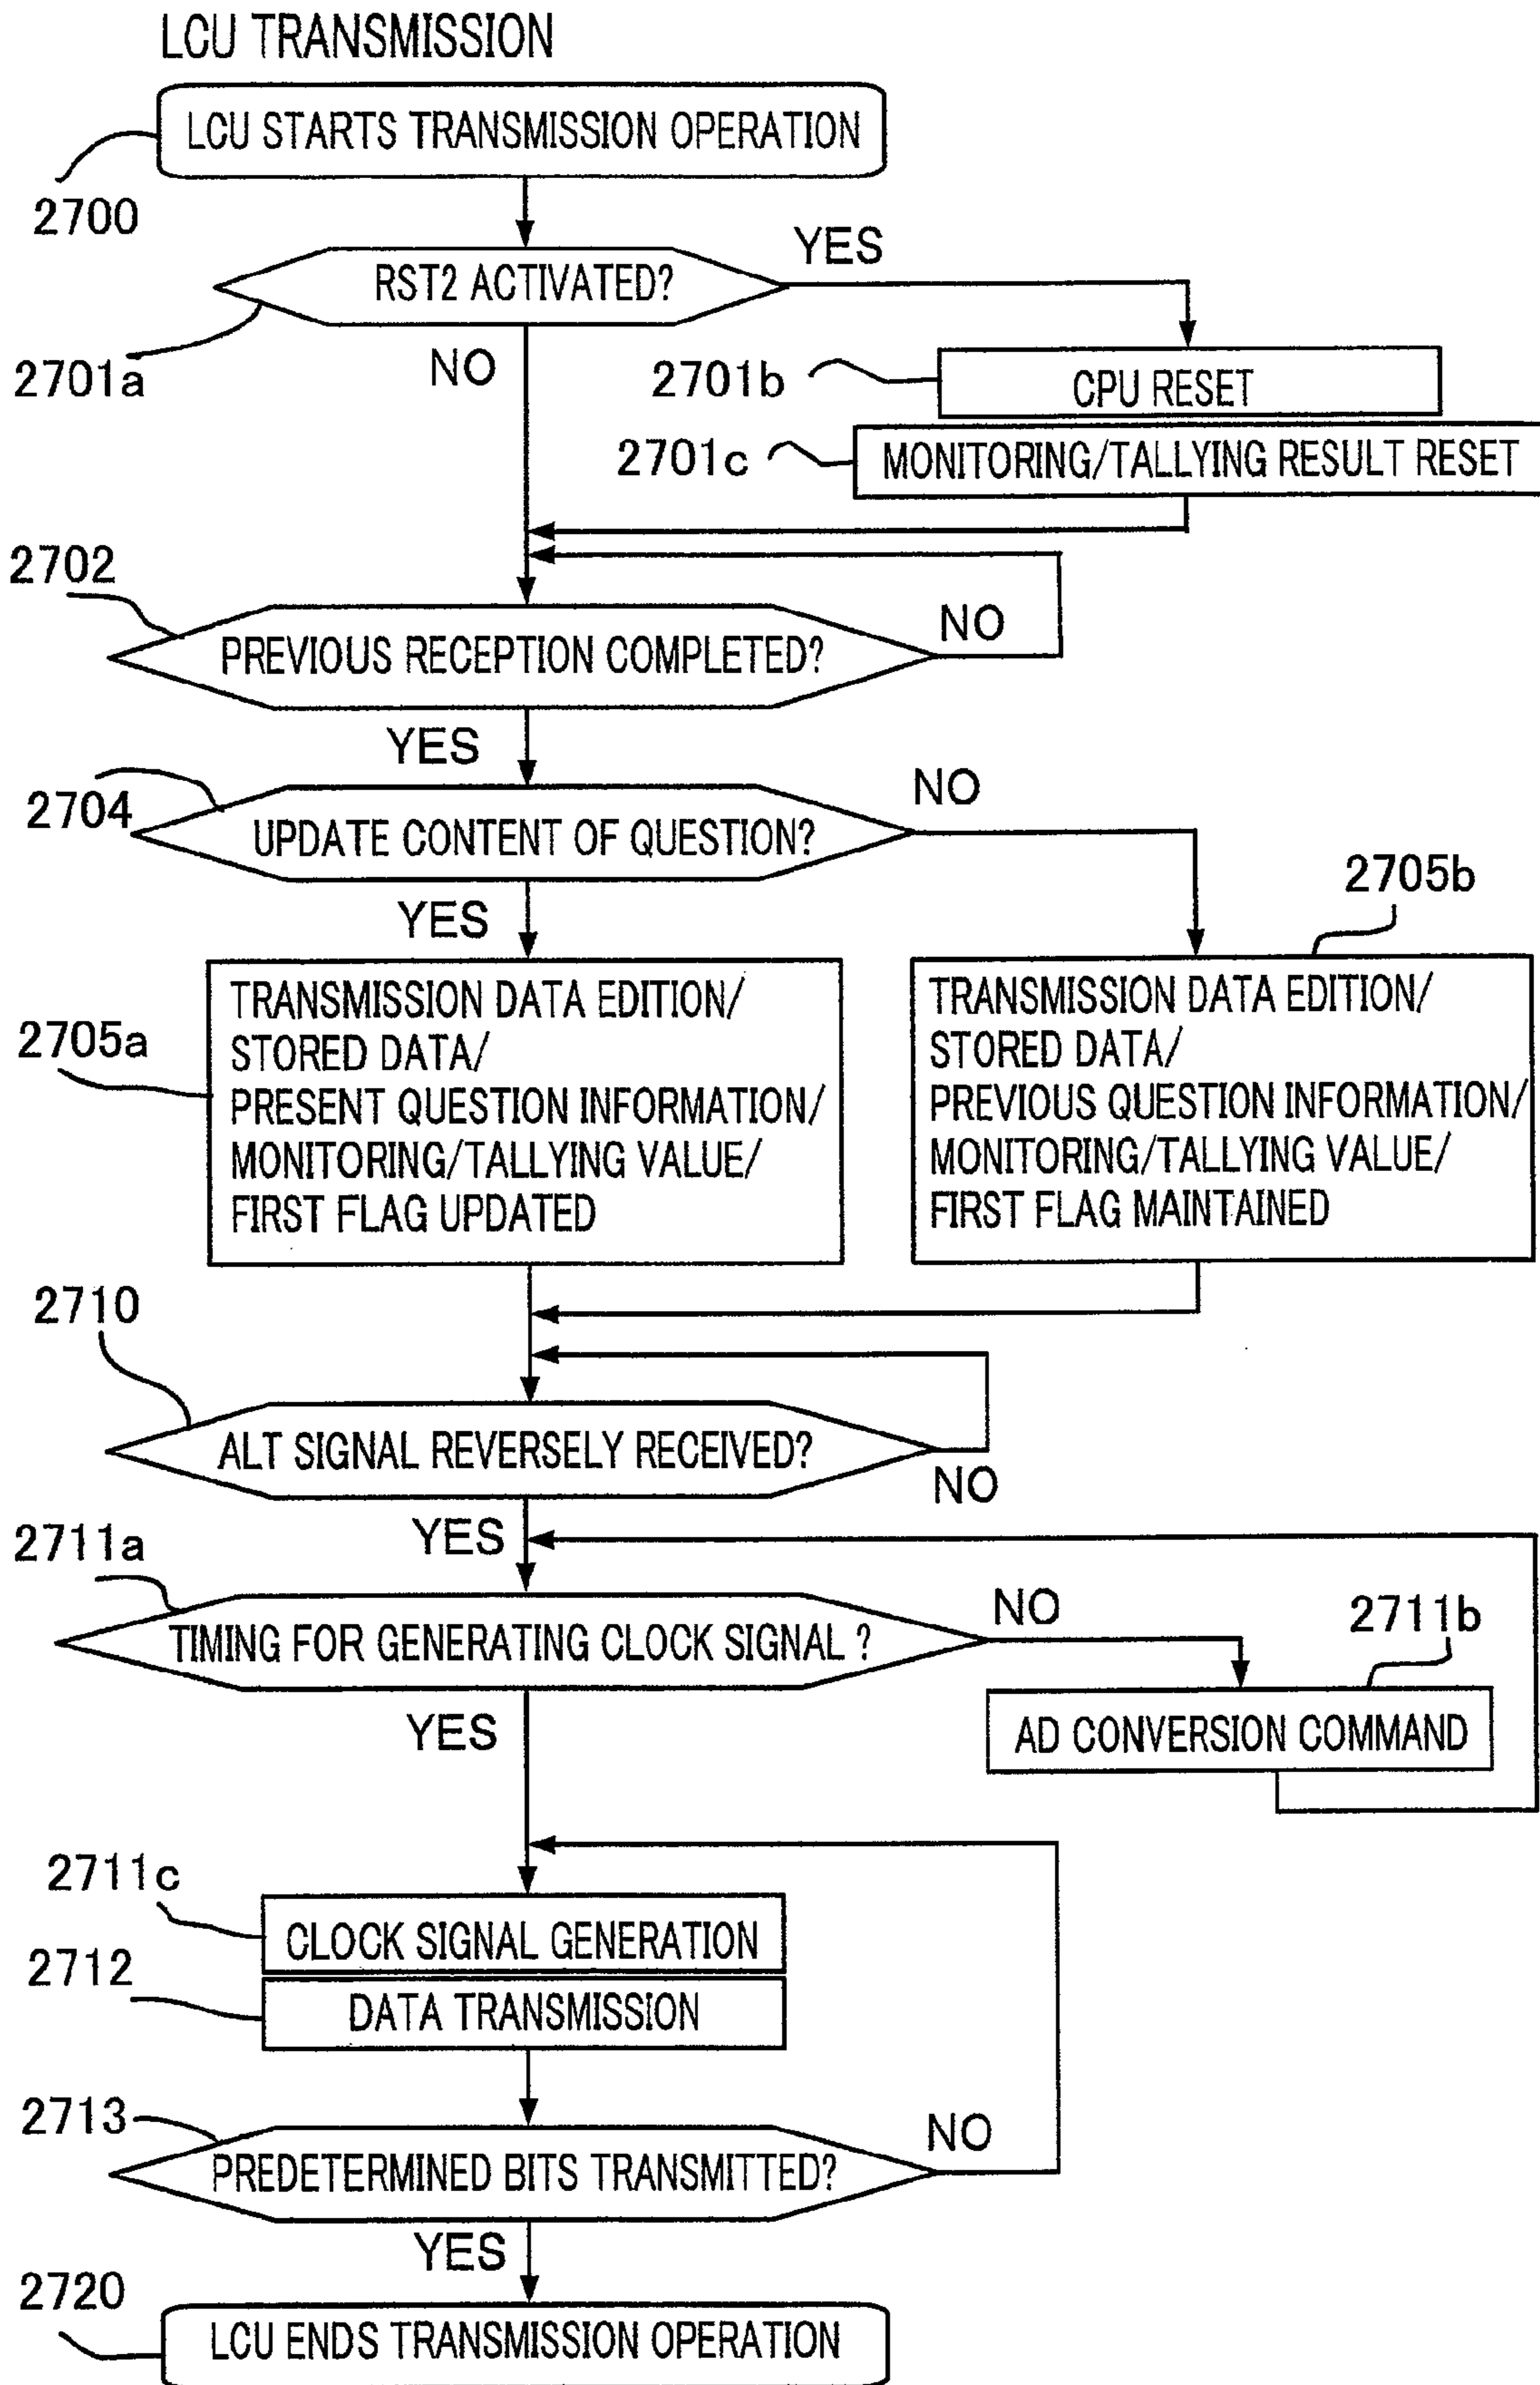 LCU TRANSMISSION
LCU STARTS TRANSMISSION OPERATION
2700
RST2 ACTIVATED?
YES
2701a
NO
2701b
CPU RESET
2701c
MONITORING/TALLYING RESULT RESET
2702
PREVIOUS RECEPTION COMPLETED?
NO
YES
2704
UPDATE CONTENT OF QUESTION?
NO
YES
2705b
2705a
TRANSMISSION DATA EDITION/
STORED DATA/
PRESENT QUESTION INFORMATION/
MONITORING/TALLYING VALUE/
FIRST FLAG UPDATED
TRANSMISSION DATA EDITION/
STORED DATA/
PREVIOUS QUESTION INFORMATION/
MONITORING/TALLYING VALUE/
FIRST FLAG MAINTAINED
2710
ALT SIGNAL REVERSELY RECEIVED?
NO
YES
2711a
TIMING FOR GENERATING CLOCK SIGNAL ?
NO
2711b
YES
AD CONVERSION COMMAND
2711c
CLOCK SIGNAL GENERATION
2712
DATA TRANSMISSION
2713
PREDETERMINED BITS TRANSMITTED?
NO
YES
2720
LCU ENDS TRANSMISSION OPERATION